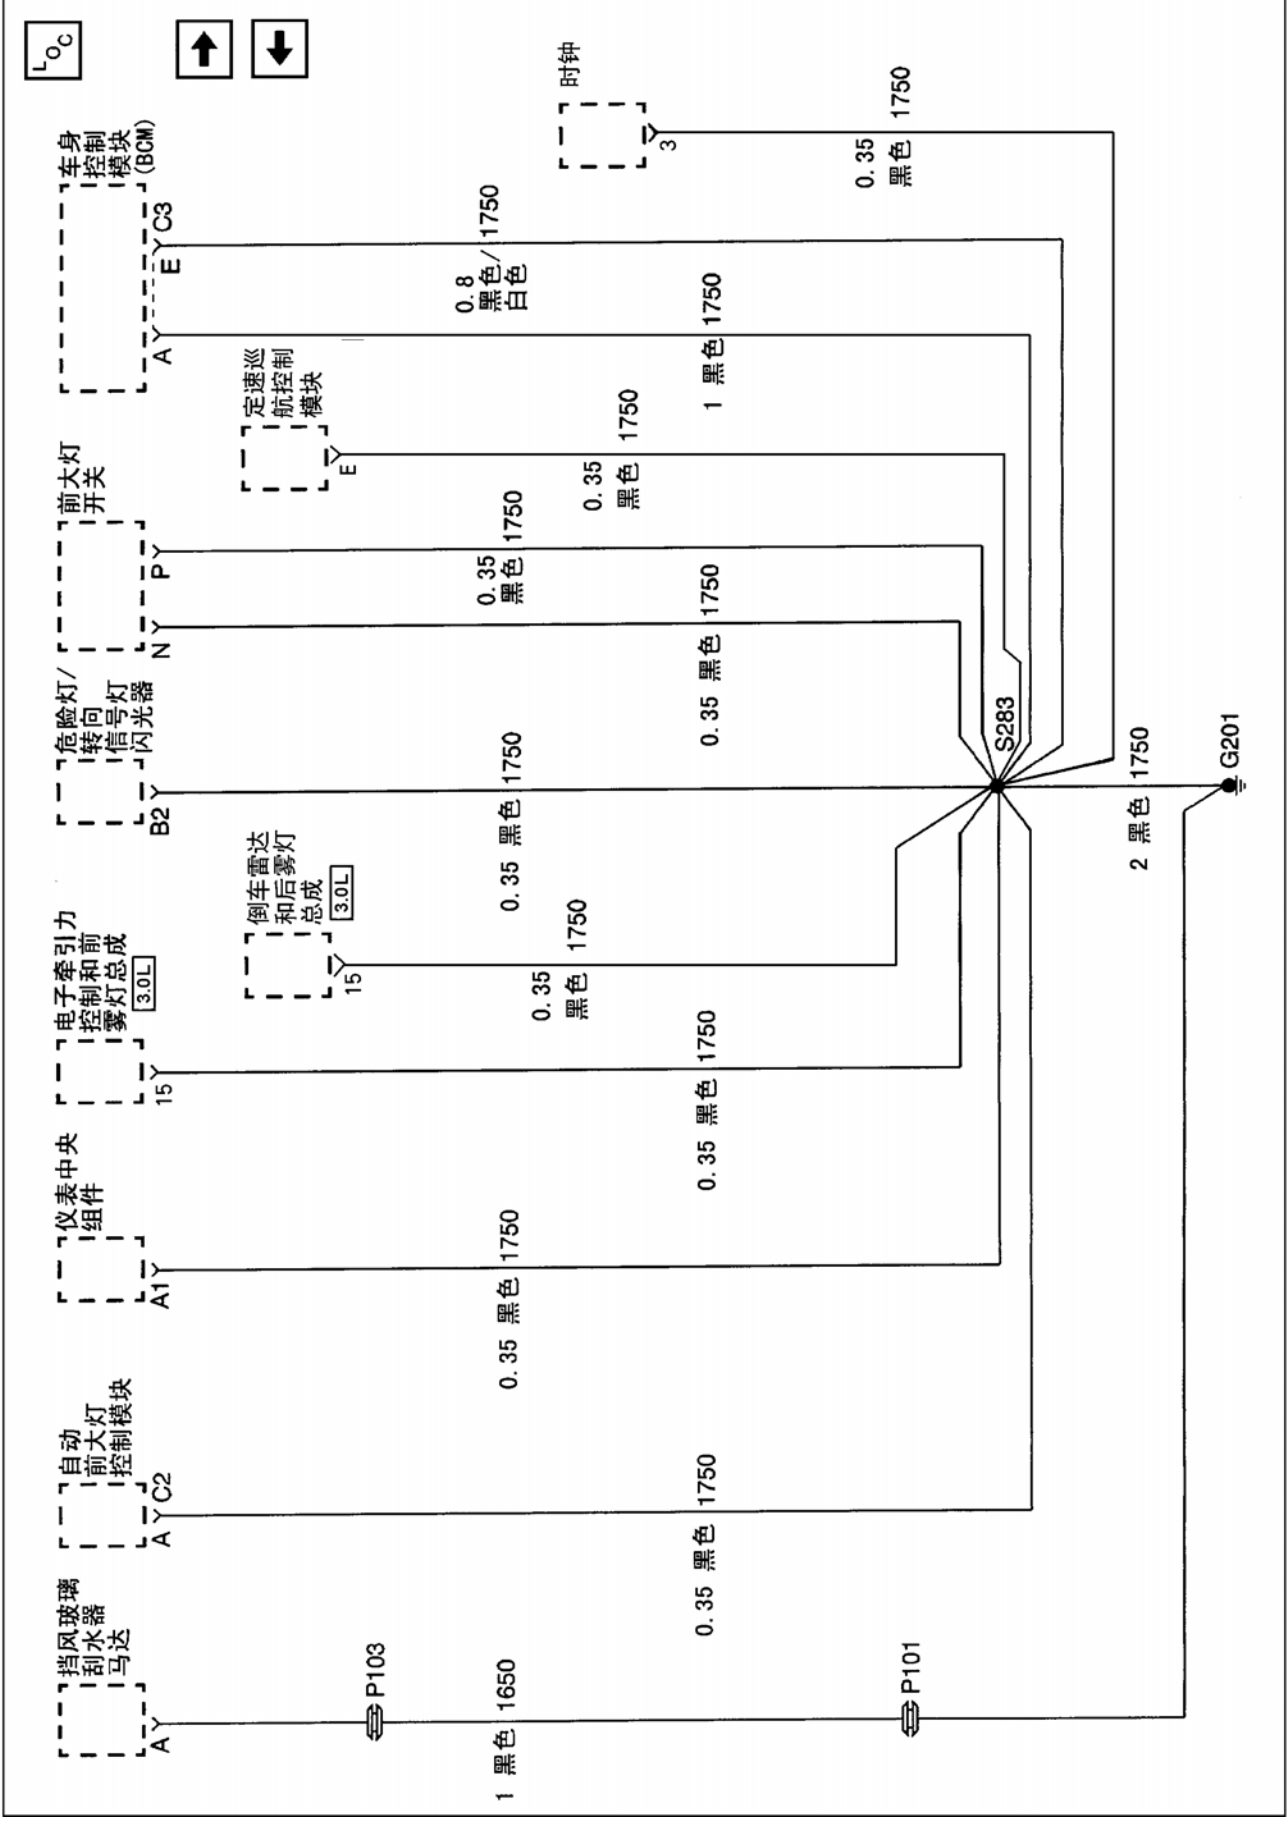 LOC
挡风玻璃
刮水器
马达
A
P103
1 黑色 1650
P101
自动
前大灯
控制模块
A
C2
0.35 黑色 1750
仪表中央
组件
A1
0.35 黑色 1750
电子牵引力
控制和前
雾灯总成
3.0L
15
0.35 黑色 1750
倒车雷达
和后雾灯
总成
3.0L
15
0.35
黑色 1750
危险灯/
转向
信号灯
闪光器
B2
0.35 黑色 1750
前大灯
开关
N
P
0.35 黑色 1750
0.35
黑色 1750
定速巡
航控制
模块
E
0.35
黑色 1750
车身
控制
模块
(BCM)
A
E
C3
1 黑色 1750
0.8
黑色/
白色 1750
时钟
3
0.35
黑色 1750
S283
2 黑色 1750
G201